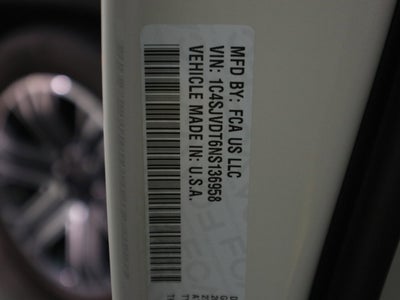 MFD BY: FCA US LLC
VIN: 1C4SJVDT6NS136958
VEHICLE MADE IN: U.S.A.